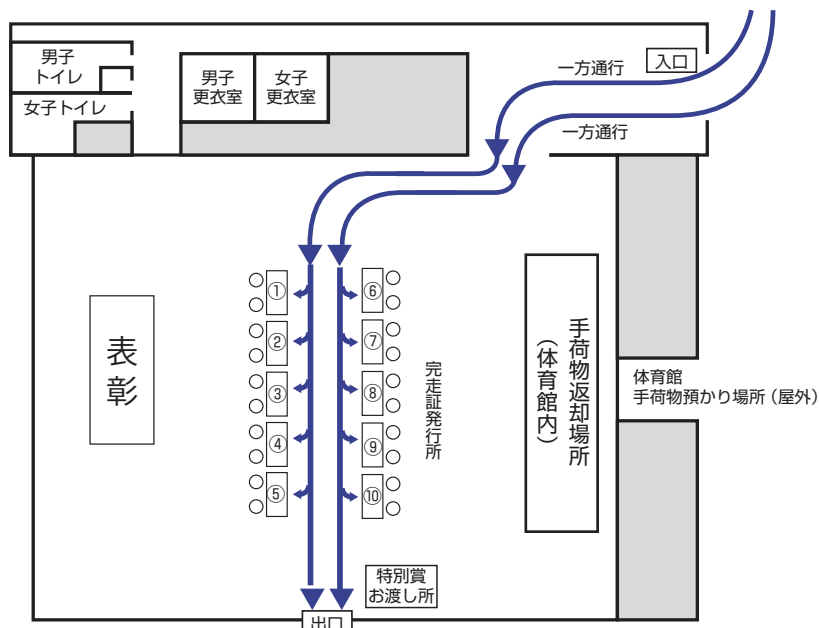 男子
トイレ
女子トイレ
男子
更衣室
女子
更衣室
一方通行
入口
一方通行
①
②
③
④
⑤
⑥
⑦
⑧
⑨
⑩
表彰
完走証発行所
手荷物返却場所
（体育館内）
体育館
手荷物預かり場所（屋外）
特別賞
お渡し所
出口